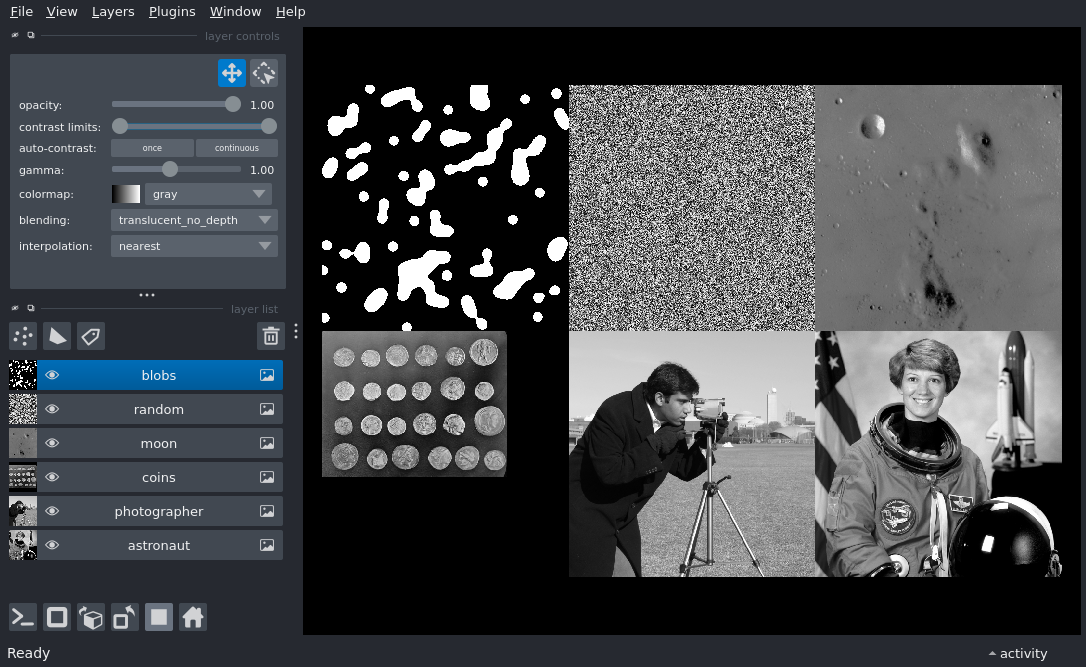 File View Layers Plugins Window Help
layer controls
opacity: 1.00
contrast limits:
auto-contrast: once continuous
gamma: 1.00
colormap: gray
blending: translucent_no_depth
interpolation: nearest
layer list
blobs
random
moon
coins
photographer
astronaut
Ready
activity